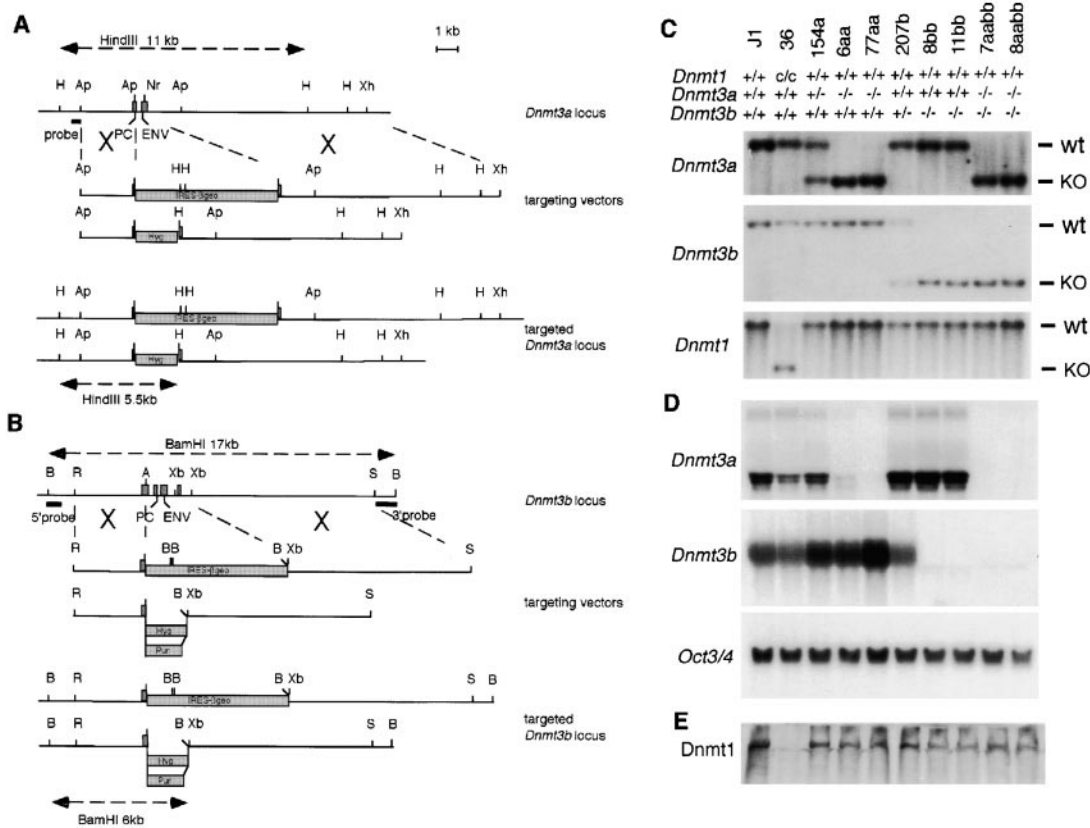 A
HindIII 11 kb
1 kb
H Ap Ap Nr Ap H H Xh
Dnmt3a locus
probe PC ENV
X X
Ap HH Ap H H Xh
IRES-βgeo
targeting vectors
Ap H Ap H H Xh
Hyg
H Ap HH Ap H H Xh
IRES-βgeo
targeted
Dnmt3a locus
H Ap H Ap H H Xh
Hyg
HindIII 5.5kb
B
BamHI 17kb
B R A Xb Xb S B
Dnmt3b locus
5'probe PC ENV 3'probe
X X
R BB B Xb S
IRES-βgeo
targeting vectors
R B Xb S
Hyg
Pur
B R BB B Xb S B
IRES-βgeo
targeted
Dnmt3b locus
B R B Xb S B
Hyg
Pur
BamHI 6kb
C
J1 36 154a 6aa 77aa 207b 8bb 11bb 7aabb 8aabb
Dnmt1 +/+ c/c +/+ +/+ +/+ +/+ +/+ +/+ +/+ +/+
Dnmt3a +/+ +/+ +/- -/- -/- +/+ +/+ +/+ -/- -/-
Dnmt3b +/+ +/+ +/+ +/+ +/+ +/- -/- -/- -/- -/-
Dnmt3a
wt
KO
Dnmt3b
wt
KO
Dnmt1
wt
KO
D
Dnmt3a
Dnmt3b
Oct3/4
E
Dnmt1